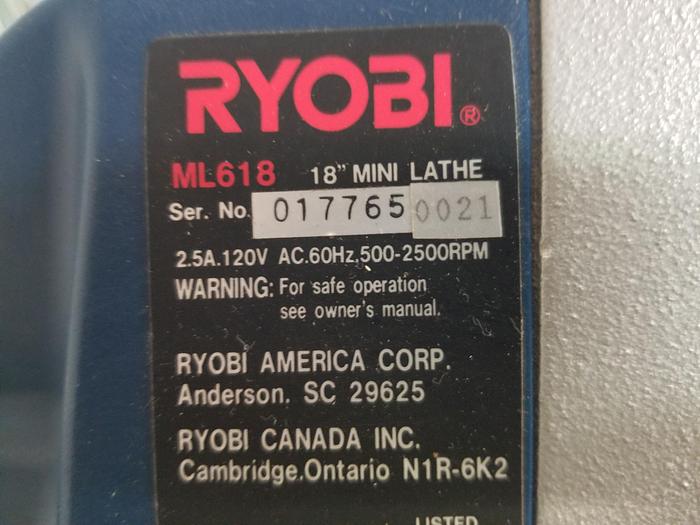 RYOBI®
ML618 18" MINI LATHE
Ser. No. 017765 0021
2.5A.120V AC.60Hz.500-2500RPM
WARNING: For safe operation
see owner's manual.
RYOBI AMERICA CORP.
Anderson. SC 29625
RYOBI CANADA INC.
Cambridge.Ontario N1R-6K2
LISTED